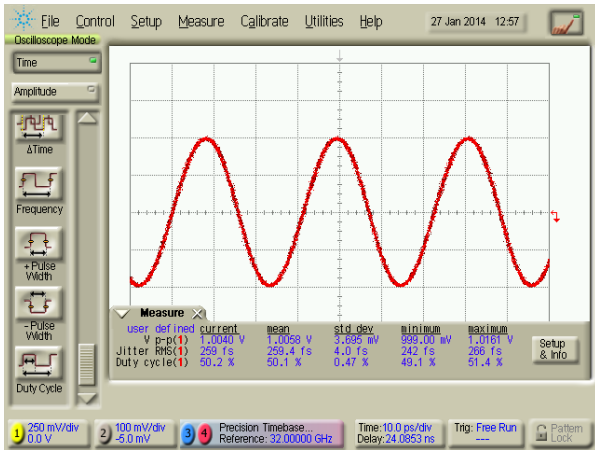 File Control Setup Measure Calibrate Utilities Help 27 Jan 2014 12:57
Oscilloscope Mode
Time
Amplitude
ΔTime
Frequency
+ Pulse
Width
- Pulse
Width
Duty Cycle
Measure
user defined current mean std dev minimum maximum
V p-p(1) 1.0040 V 1.0058 V 3.695 mV 999.00 mV 1.0161 V
Jitter RMS(1) 259 fs 259.4 fs 4.0 fs 242 fs 266 fs
Duty cycle(1) 50.2 % 50.1 % 0.47 % 49.1 % 51.4 %
Setup
& Info
1 250 mV/div
0.0 V
2 100 mV/div
-5.0 mV
3 4 Precision Timebase...
Reference: 32.00000 GHz
Time:10.0 ps/div
Delay:24.0853 ns
Trig: Free Run
---
Pattern
Lock